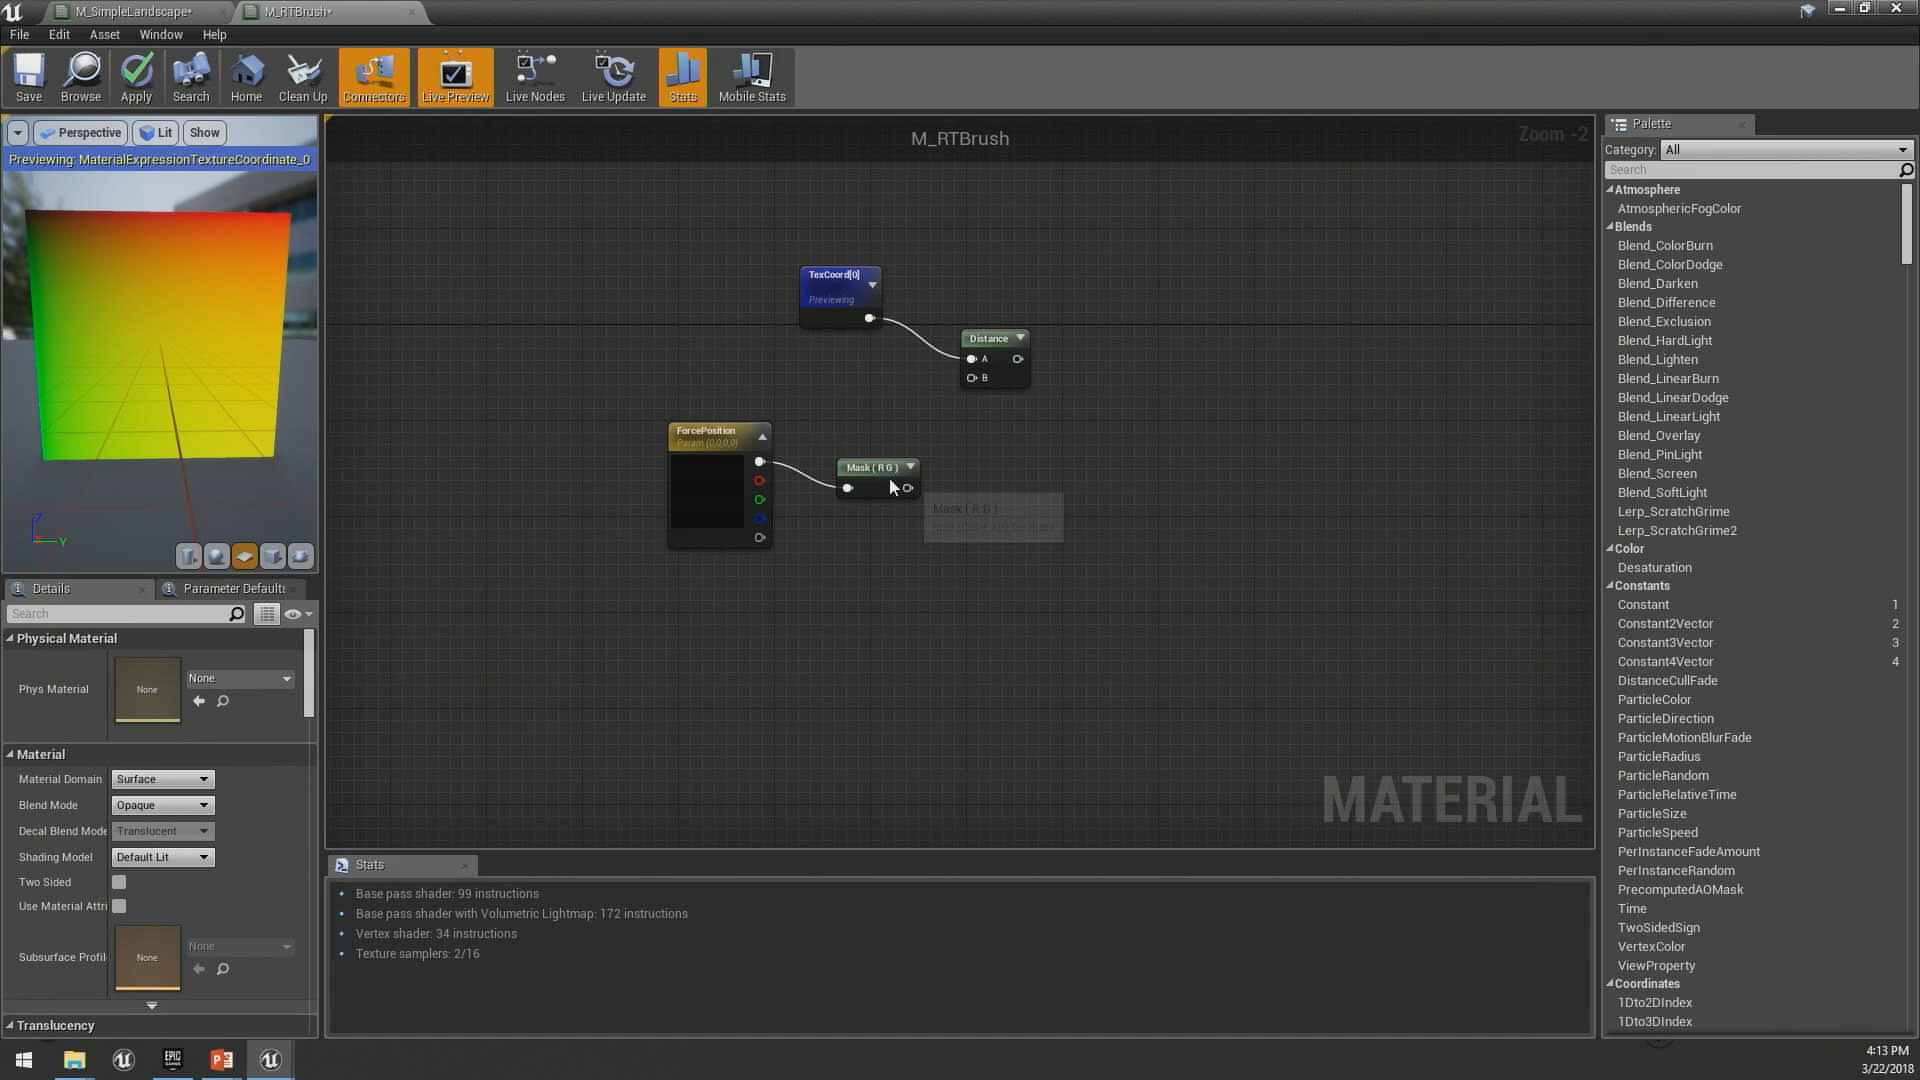 M_SimpleLandscape*
M_RTBrush*
File
Edit
Asset
Window
Help
Save
Browse
Apply
Search
Home
Clean Up
Connectors
Live Preview
Live Nodes
Live Update
Stats
Mobile Stats
Perspective
Lit
Show
Previewing: MaterialExpressionTextureCoordinate_0
Z
Y
M_RTBrush
Zoom -2
TexCoord[0]
Previewing
Distance
A
B
ForcePosition
Param (0,0,0,0)
Mask ( R G )
Mask ( R G )
hold (Ctrl + Alt) for more
MATERIAL
Details
Parameter Default
Search
Physical Material
Phys Material
None
None
Material
Material Domain
Surface
Blend Mode
Opaque
Decal Blend Mode
Translucent
Shading Model
Default Lit
Two Sided
Use Material Attri
Subsurface Profil
None
None
Translucency
Stats
Base pass shader: 99 instructions
Base pass shader with Volumetric Lightmap: 172 instructions
Vertex shader: 34 instructions
Texture samplers: 2/16
Palette
Category:
All
Search
Atmosphere
AtmosphericFogColor
Blends
Blend_ColorBurn
Blend_ColorDodge
Blend_Darken
Blend_Difference
Blend_Exclusion
Blend_HardLight
Blend_Lighten
Blend_LinearBurn
Blend_LinearDodge
Blend_LinearLight
Blend_Overlay
Blend_PinLight
Blend_Screen
Blend_SoftLight
Lerp_ScratchGrime
Lerp_ScratchGrime2
Color
Desaturation
Constants
Constant 1
Constant2Vector 2
Constant3Vector 3
Constant4Vector 4
DistanceCullFade
ParticleColor
ParticleDirection
ParticleMotionBlurFade
ParticleRadius
ParticleRandom
ParticleRelativeTime
ParticleSize
ParticleSpeed
PerInstanceFadeAmount
PerInstanceRandom
PrecomputedAOMask
Time
TwoSidedSign
VertexColor
ViewProperty
Coordinates
1Dto2DIndex
1Dto3DIndex
EPIC
4:13 PM
3/22/2018